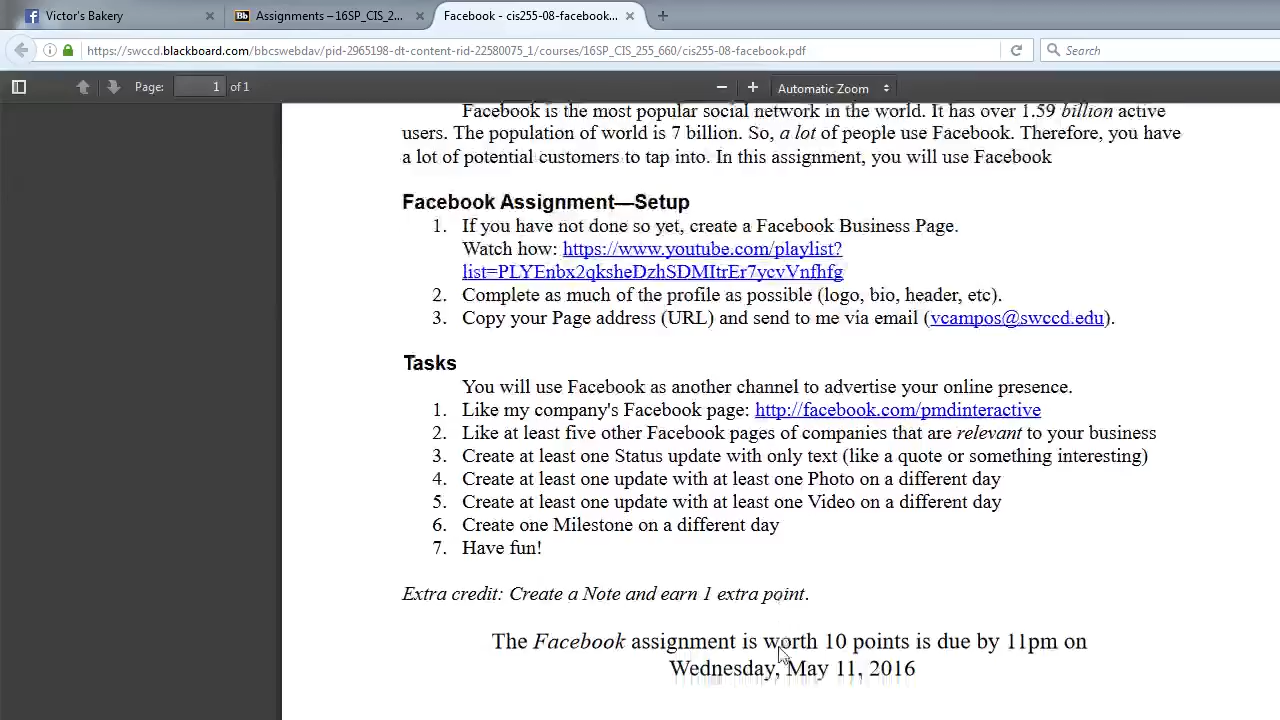 Victor's Bakery
Bb Assignments – 16SP_CIS_2...
Facebook - cis255-08-facebook...
https://swccd.blackboard.com/bbcswebdav/pid-2965198-dt-content-rid-22580075_1/courses/16SP_CIS_255_660/cis255-08-facebook.pdf
Search
Page: 1 of 1
Automatic Zoom
Facebook is the most popular social network in the world. It has over 1.59 billion active
users. The population of world is 7 billion. So, a lot of people use Facebook. Therefore, you have
a lot of potential customers to tap into. In this assignment, you will use Facebook
Facebook Assignment—Setup
1. If you have not done so yet, create a Facebook Business Page.
Watch how: https://www.youtube.com/playlist?
list=PLYEnbx2qksheDzhSDMItrEr7ycvVnfhfg
2. Complete as much of the profile as possible (logo, bio, header, etc).
3. Copy your Page address (URL) and send to me via email (vcampos@swccd.edu).
Tasks
You will use Facebook as another channel to advertise your online presence.
1. Like my company's Facebook page: http://facebook.com/pmdinteractive
2. Like at least five other Facebook pages of companies that are relevant to your business
3. Create at least one Status update with only text (like a quote or something interesting)
4. Create at least one update with at least one Photo on a different day
5. Create at least one update with at least one Video on a different day
6. Create one Milestone on a different day
7. Have fun!
Extra credit: Create a Note and earn 1 extra point.
The Facebook assignment is worth 10 points is due by 11pm on
Wednesday, May 11, 2016